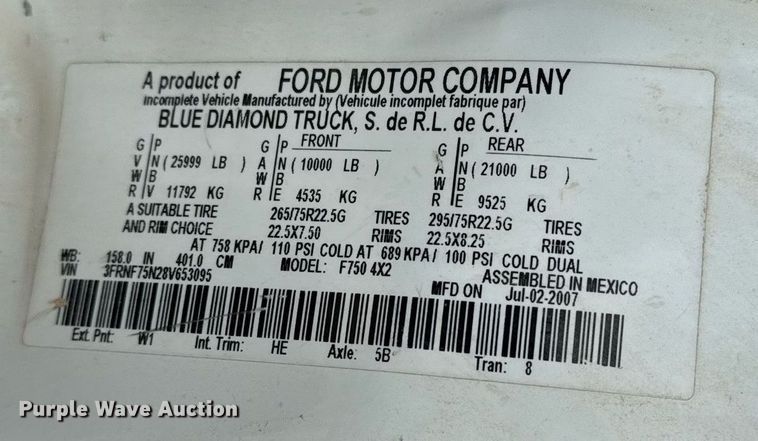 A product of FORD MOTOR COMPANY
incomplete Vehicle Manufactured by (Vehicule incomplet fabrique par)
BLUE DIAMOND TRUCK, S. de R.L. de C.V.
G P G P FRONT G P REAR
V N ( 25999 LB ) A N ( 10000 LB ) A N ( 21000 LB )
W B W B W B
R V 11792 KG R E 4535 KG R E 9525 KG
A SUITABLE TIRE 265/75R22.5G TIRES 295/75R22.5G TIRES
AND RIM CHOICE 22.5X7.50 RIMS 22.5X8.25 RIMS
AT 758 KPA/ 110 PSI COLD AT 689 KPA/ 100 PSI COLD DUAL
WB: 158.0 IN 401.0 CM MODEL: F750 4X2 ASSEMBLED IN MEXICO
VIN 3FRNF75N28V653095 MFD ON Jul-02-2007
Ext. Pnt: W1 Int. Trim: HE Axle: 5B Tran: 8
Purple Wave Auction